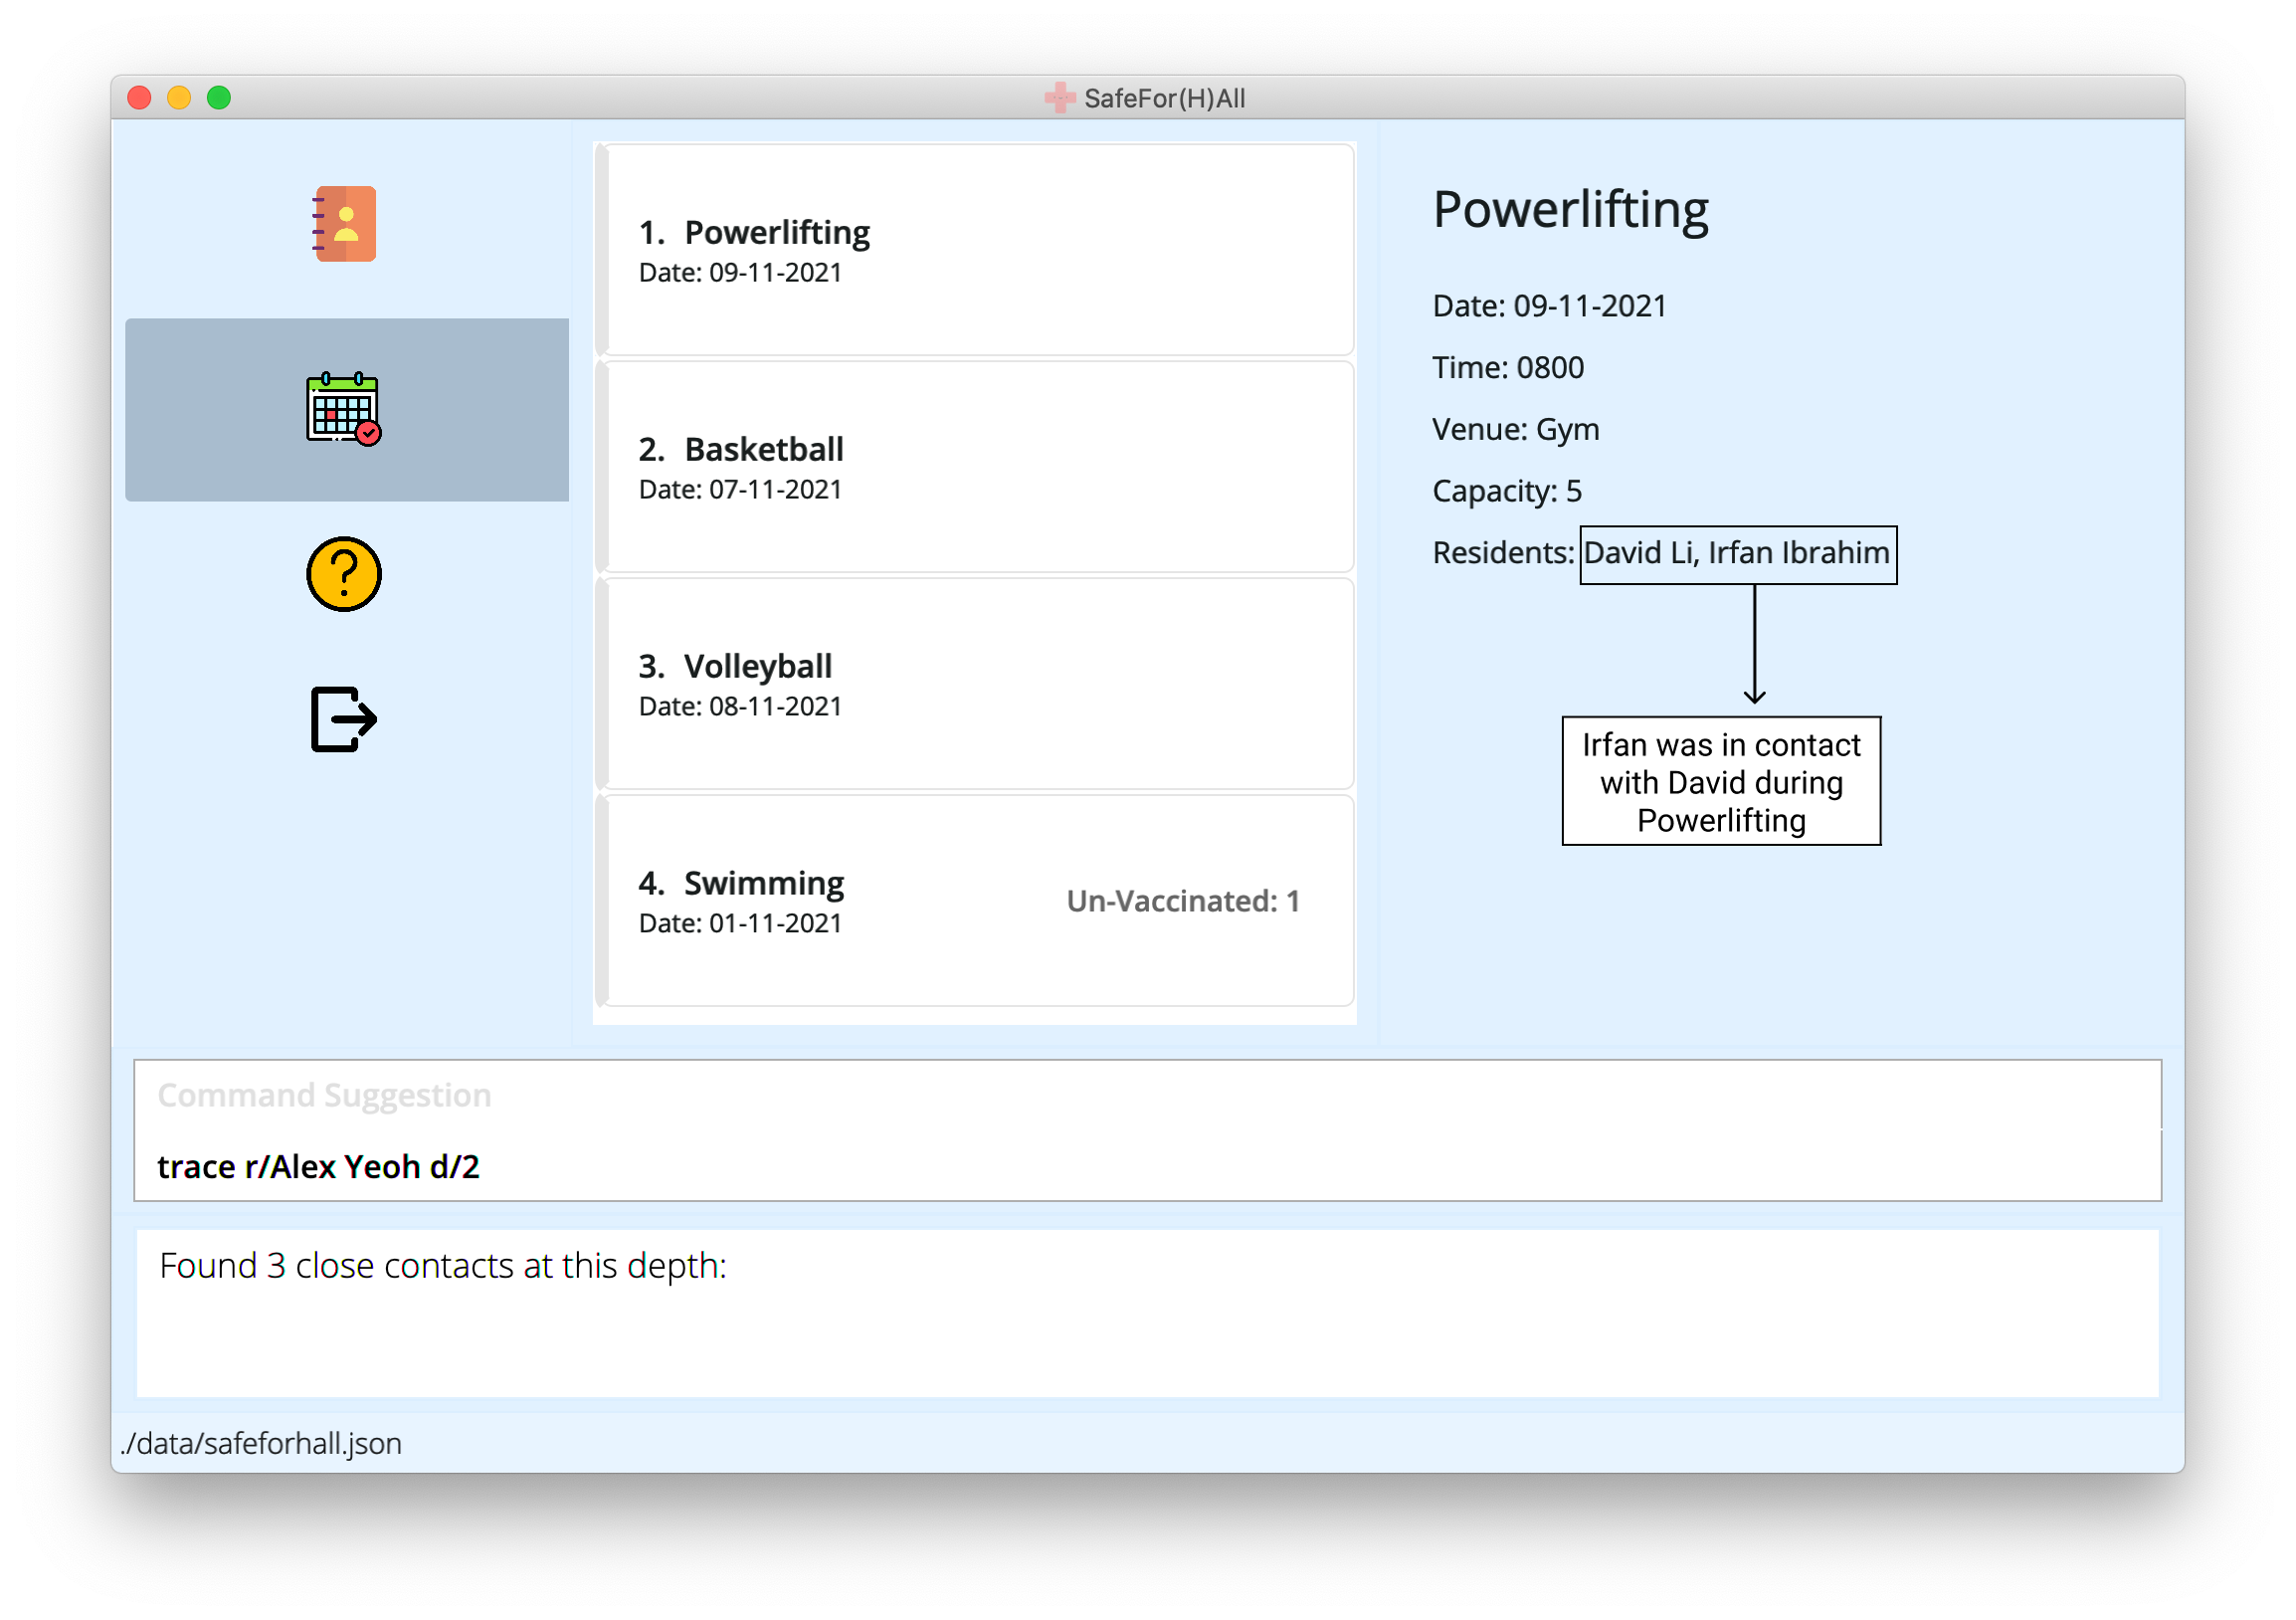 SafeFor(H)All
1. Powerlifting
Date: 09-11-2021
2. Basketball
Date: 07-11-2021
3. Volleyball
Date: 08-11-2021
4. Swimming
Date: 01-11-2021
Un-Vaccinated: 1
Powerlifting
Date: 09-11-2021
Time: 0800
Venue: Gym
Capacity: 5
Residents: David Li, Irfan Ibrahim
Irfan was in contact
with David during
Powerlifting
Command Suggestion
trace r/Alex Yeoh d/2
Found 3 close contacts at this depth:
./data/safeforhall.json